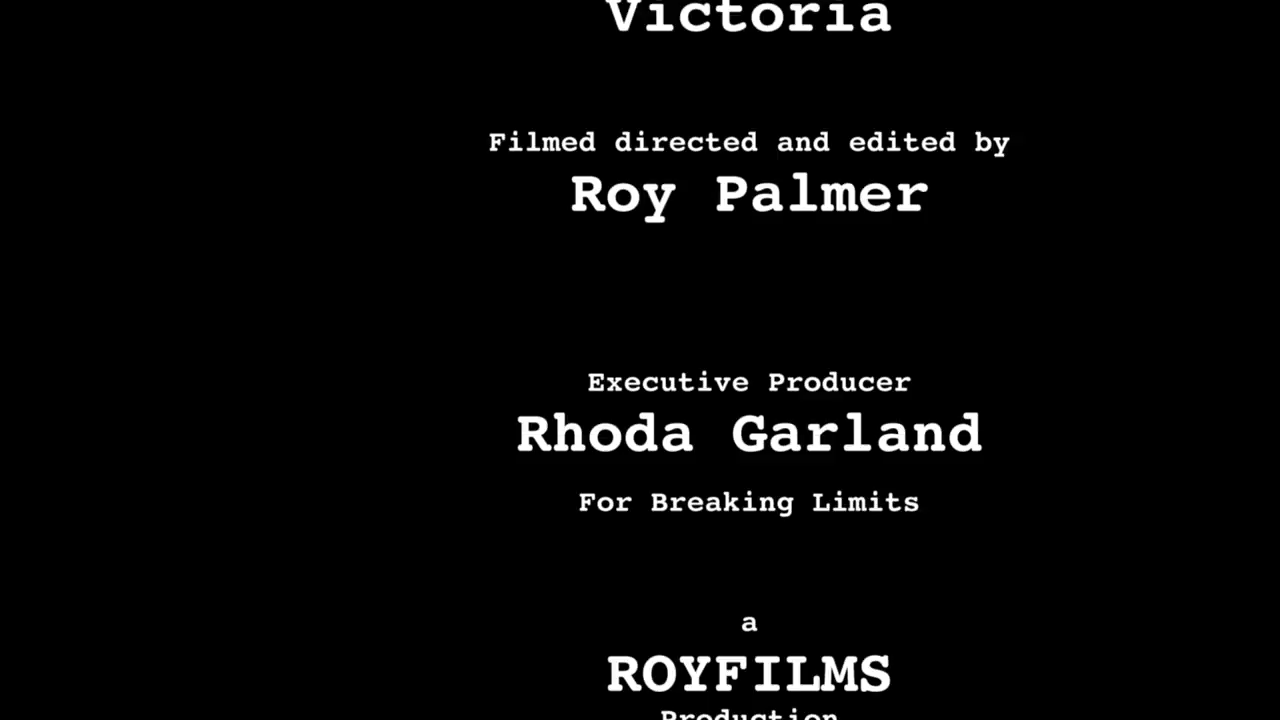 Victoria
Filmed directed and edited by
Roy Palmer
Executive Producer
Rhoda Garland
For Breaking Limits
a
ROYFILMS
Production